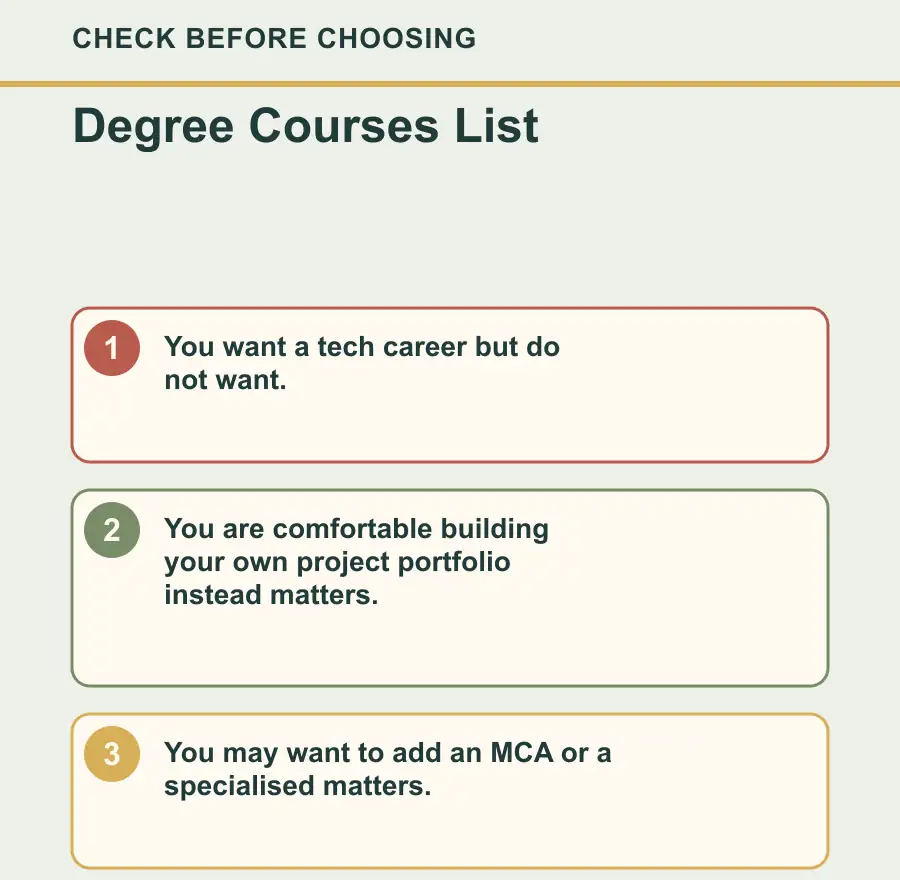 CHECK BEFORE CHOOSING
Degree Courses List
1
You want a tech career but do
not want.
2
You are comfortable building
your own project portfolio
instead matters.
3
You may want to add an MCA or a
specialised matters.